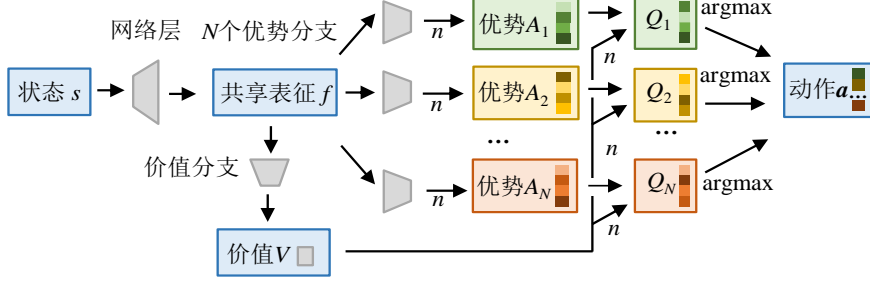 网络层
N个优势分支
状态 s
共享表征 f
价值分支
价值V
n
优势A₁
n
优势A₂
...
n
优势A_N
n
Q₁
n
Q₂
...
n
Q_N
argmax
argmax
argmax
动作a...